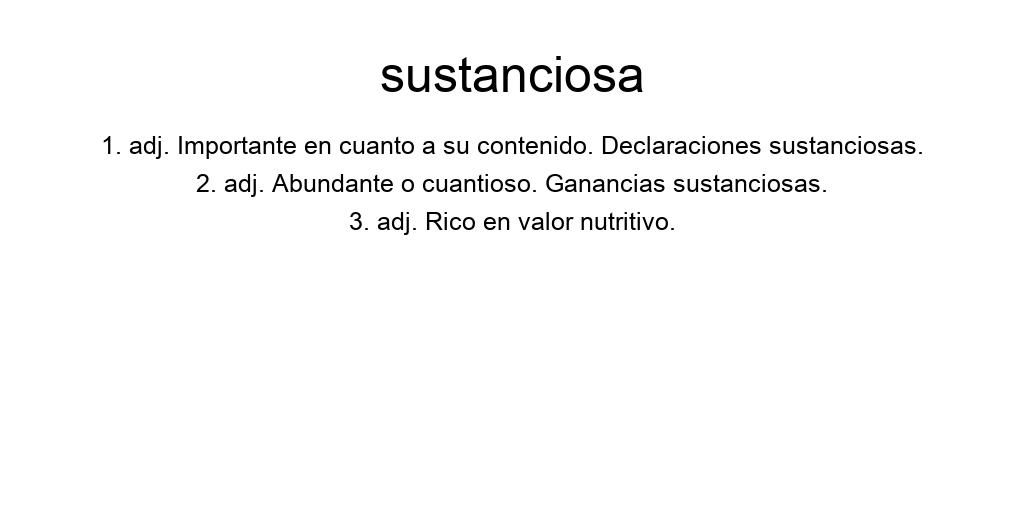 sustanciosa
1. adj. Importante en cuanto a su contenido. Declaraciones sustanciosas.
2. adj. Abundante o cuantioso. Ganancias sustanciosas.
3. adj. Rico en valor nutritivo.